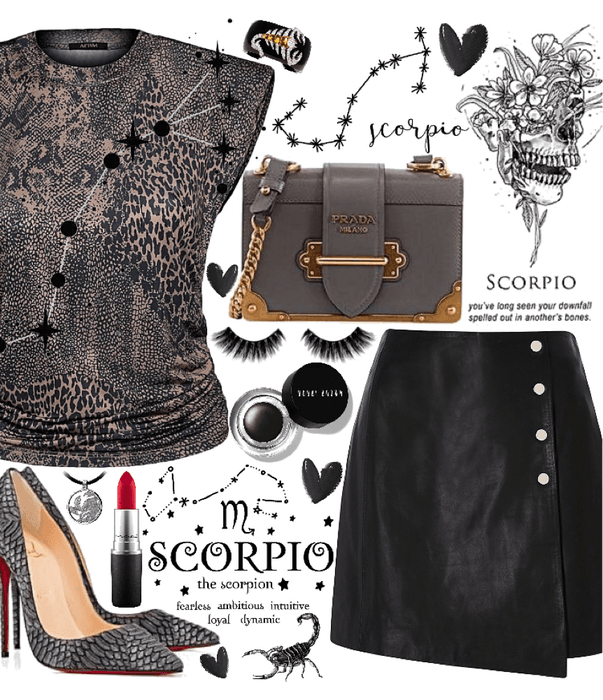 scorpio
PRADA
MILANO
SCORPIO
you've long seen your downfall
spelled out in another's bones.
BOBBI BROWN
♏
SCORPIO
the scorpion
fearless ambitious intuitive
loyal dynamic